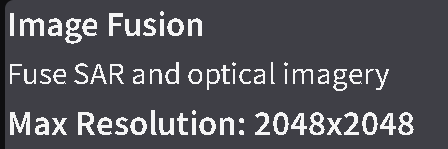 Image Fusion
Fuse SAR and optical imagery
Max Resolution: 2048x2048